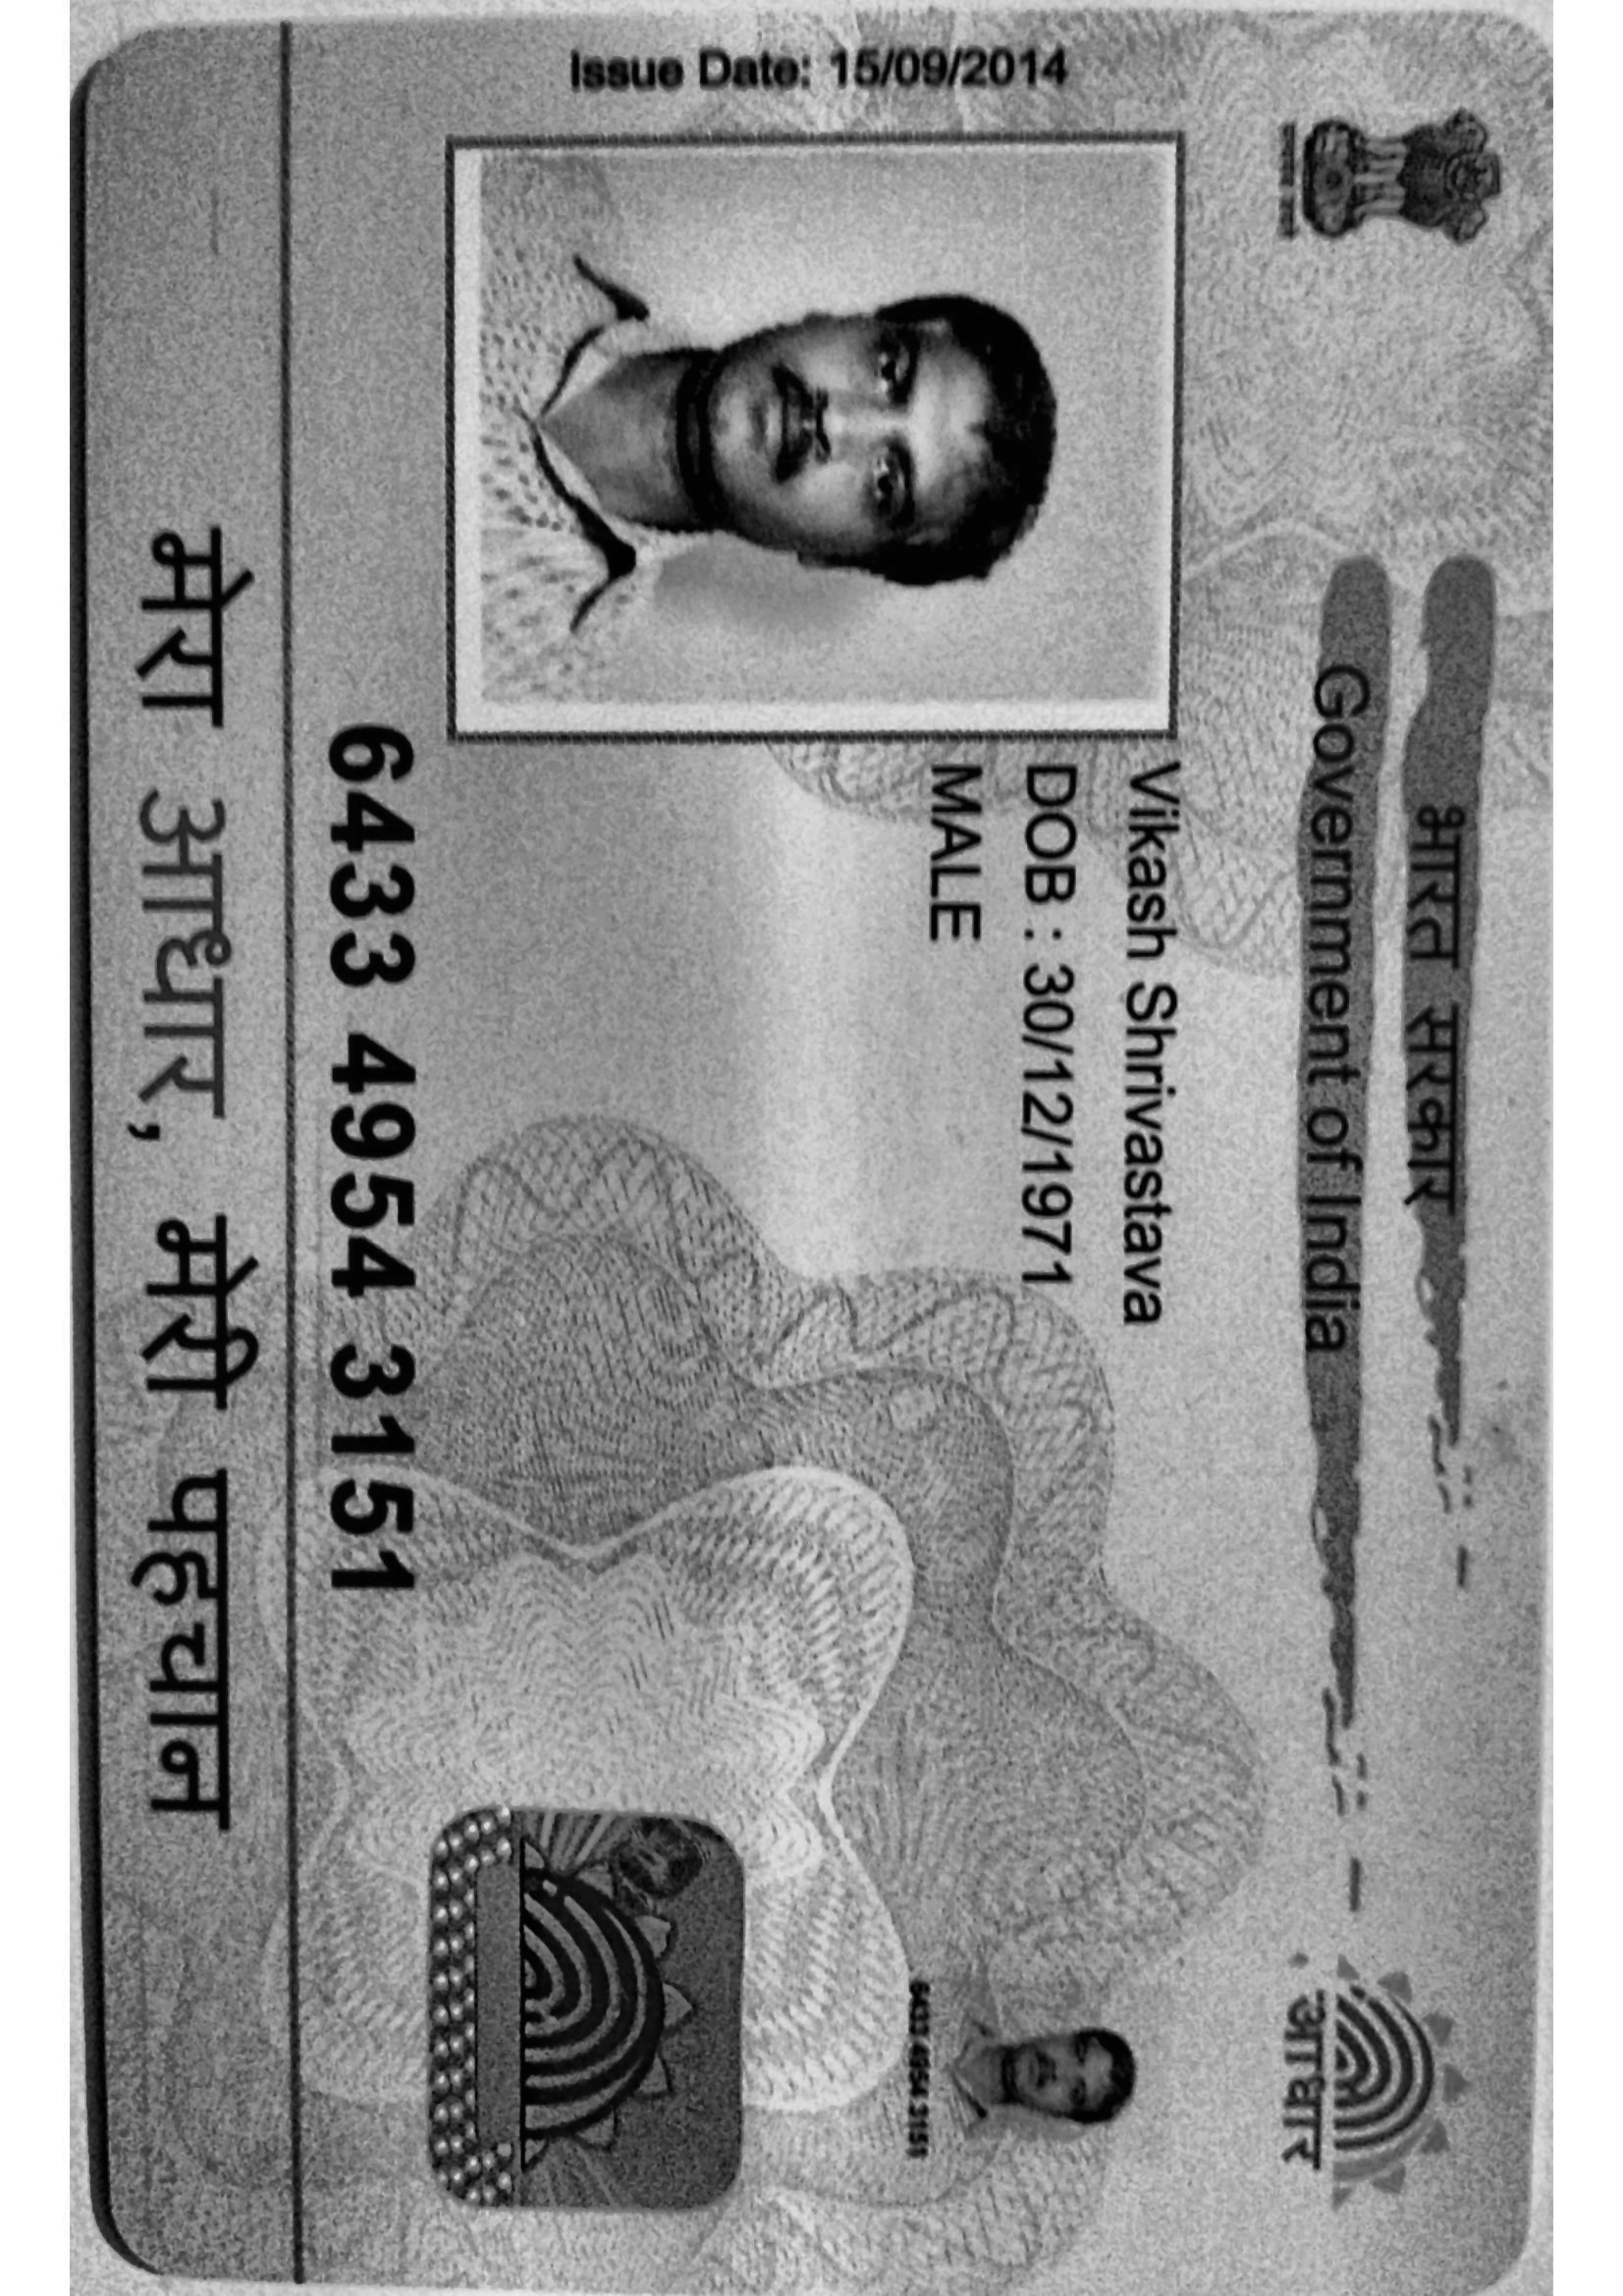 भारत सरकार
Government of India
Issue Date: 15/09/2014
Vikash Shrivastava
DOB : 30/12/1971
MALE
6433 4954 3151
6433 4954 3151
आधार
मेरा आधार, मेरी पहचान